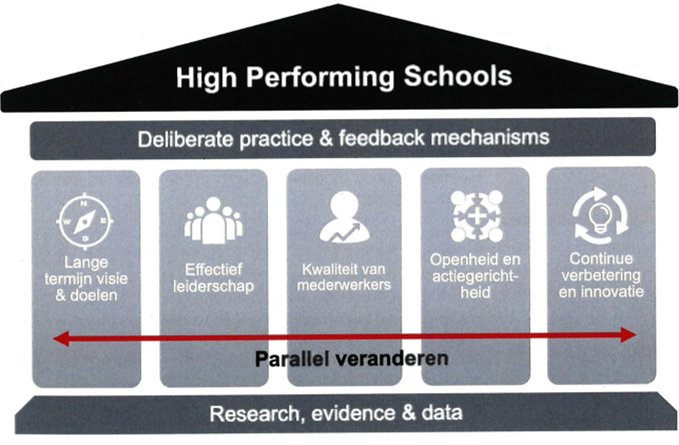 High Performing Schools
Deliberate practice & feedback mechanisms
N
W E
S
Lange
termijn visie
& doelen
Effectief
leiderschap
Kwaliteit van
mederwerkers
Openheid en
actiegericht-
heid
Continue
verbetering
en innovatie
Parallel veranderen
Research, evidence & data